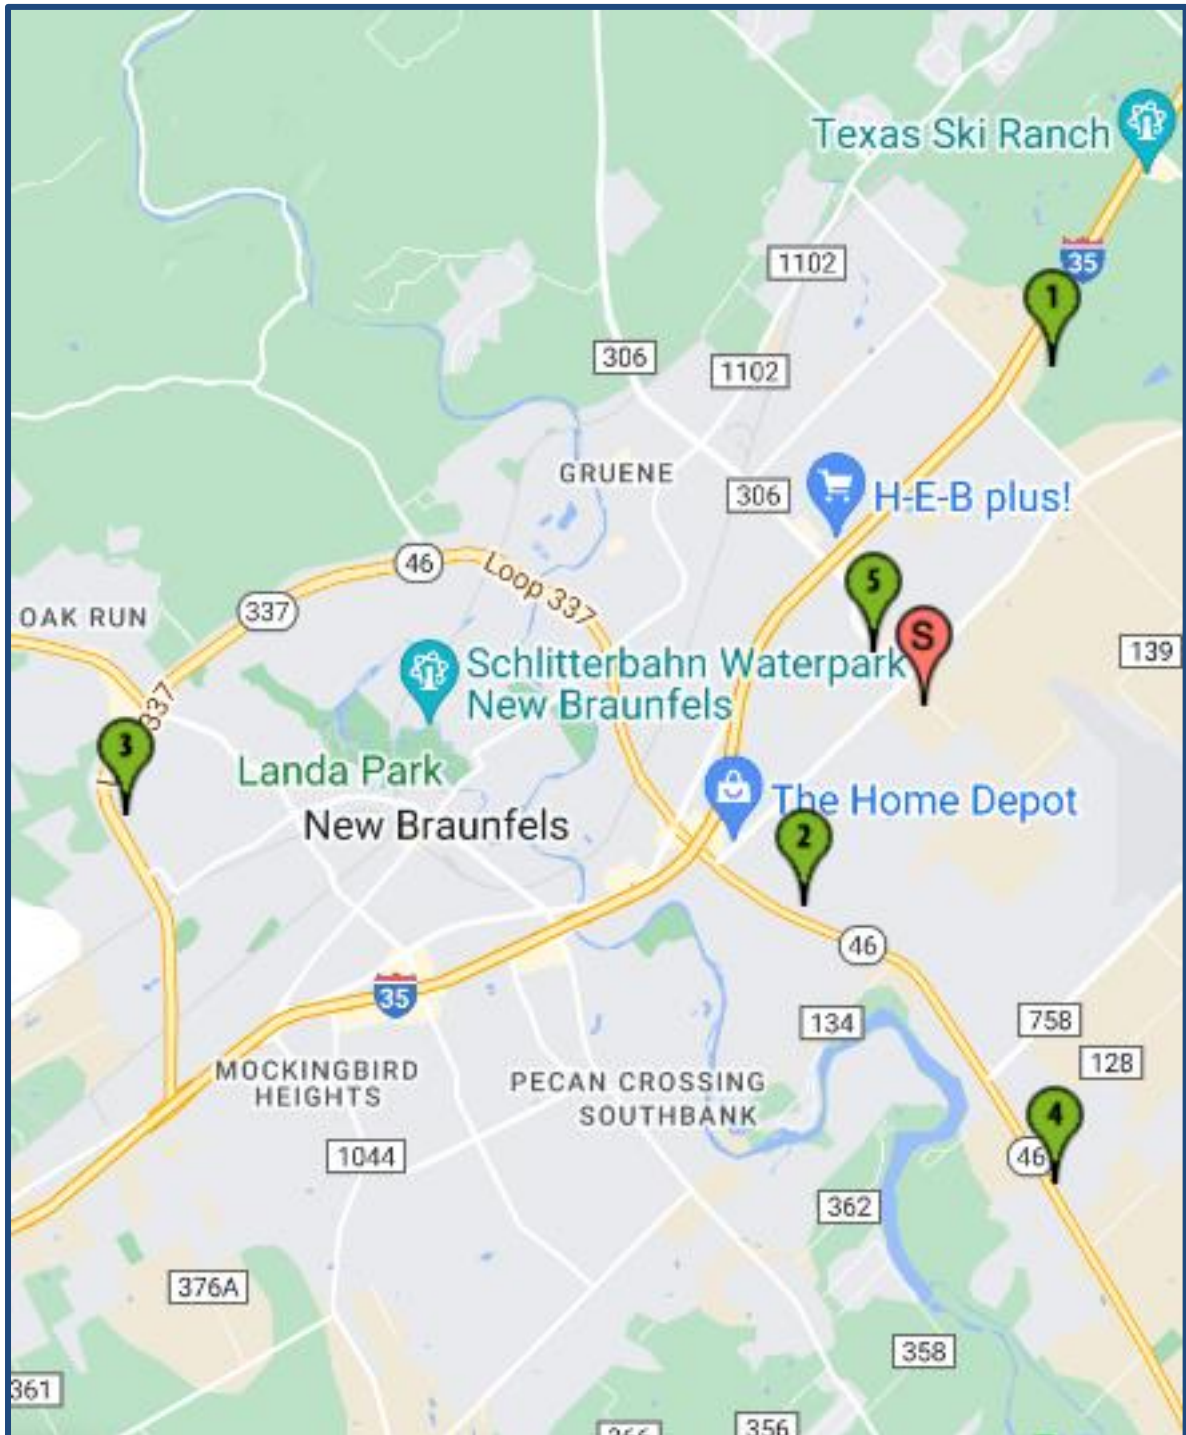 Texas Ski Ranch
35
1
1102
306
1102
GRUENE
306
H-E-B plus!
46
Loop 337
5
337
OAK RUN
S
139
Schlitterbahn Waterpark
New Braunfels
337
3
Landa Park
The Home Depot
New Braunfels
2
46
35
134
758
128
MOCKINGBIRD
HEIGHTS
PECAN CROSSING
SOUTHBANK
4
1044
46
362
376A
358
361
356